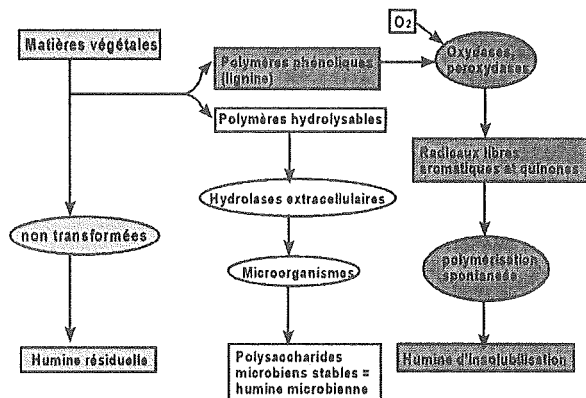 Matières végétales
O₂
Polymères phénoliques
(lignine)
Oxydases,
peroxydases
Polymères hydrolysables
Radicaux libres
aromatiques et quinones
Hydrolases extracellulaires
non transformées
Microorganismes
polymérisation
spontanée
Humine résiduelle
Polysaccharides
microbiens stables =
humine microbienne
Humine d'insolubilisation